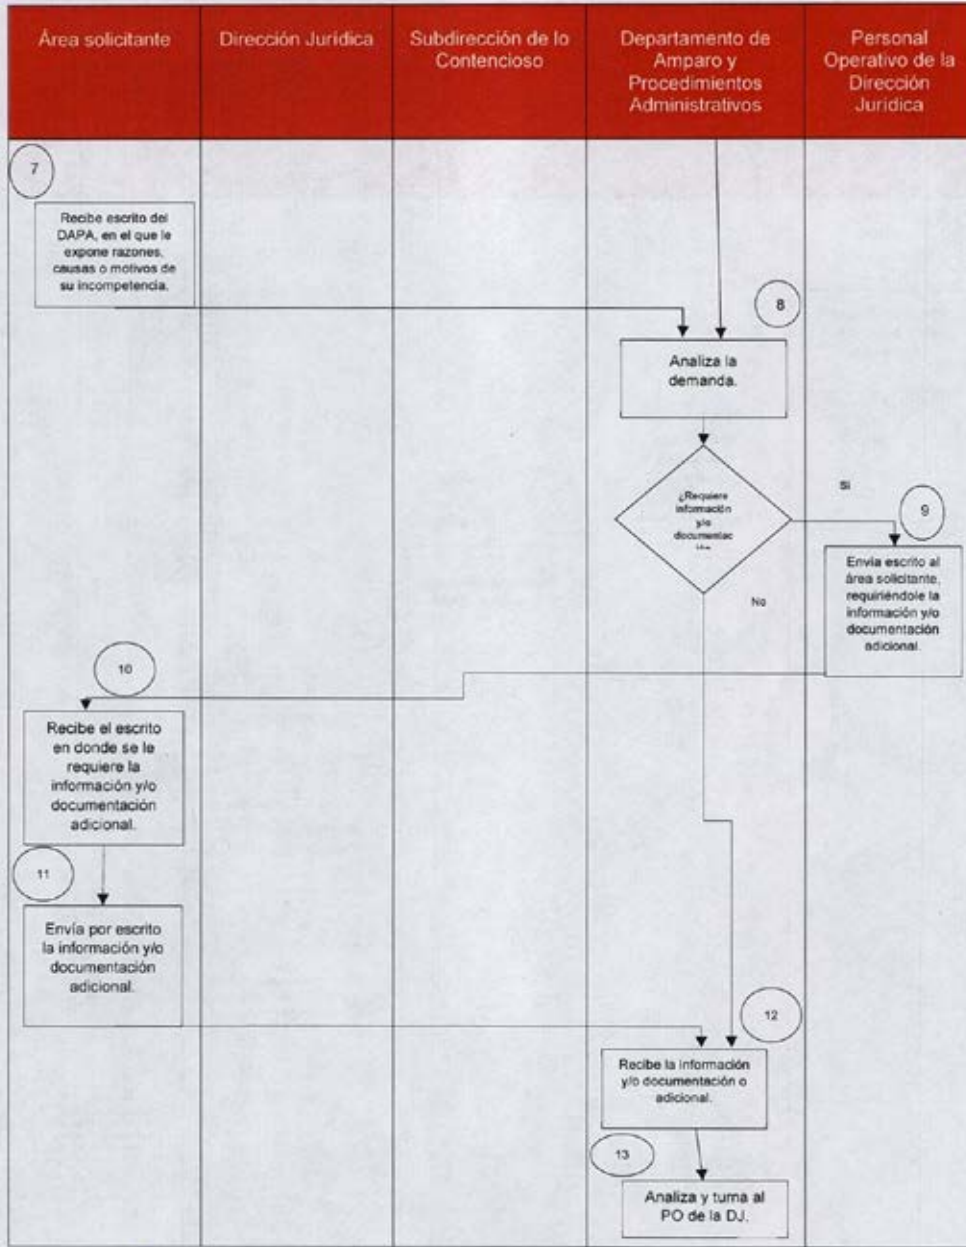 Área solicitante
Dirección Jurídica
Subdirección de lo
Contencioso
Departamento de
Amparo y
Procedimientos
Administrativos
Personal
Operativo de la
Dirección
Jurídica
7
Recibe escrito del
DAPA, en el que le
expone razones,
causas o motivos de
su incompetencia.
8
Analiza la
demanda.
¿Requiere
información
y/o
documentac
Si
9
Envía escrito al
área solicitante,
requiriéndole la
información y/o
documentación
adicional.
No
10
Recibe el escrito
en donde se le
requiere la
información y/o
documentación
adicional.
11
Envía por escrito
la información y/o
documentación
adicional.
12
Recibe la información
y/o documentación o
adicional.
13
Analiza y turna al
PO de la DJ.